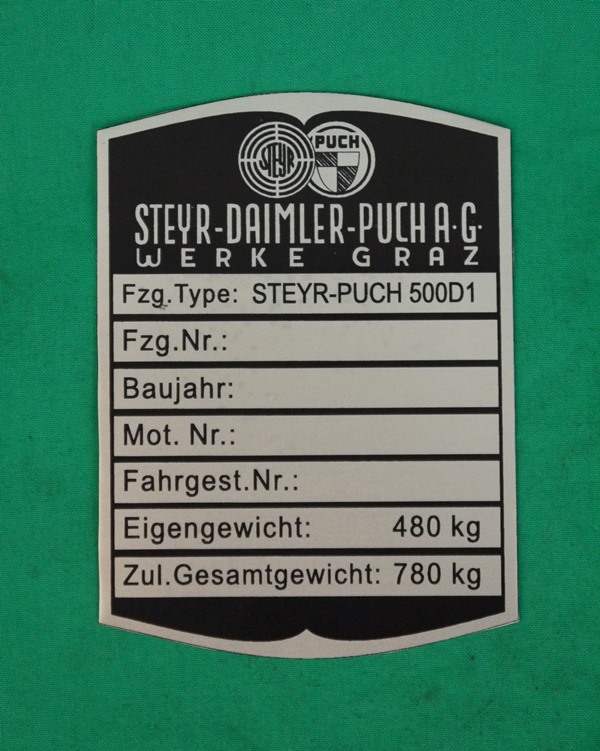 STEYR PUCH
STEYR-DAIMLER-PUCH A·G·
WERKE GRAZ
Fzg.Type: STEYR-PUCH 500D1
Fzg.Nr.:
Baujahr:
Mot. Nr.:
Fahrgest.Nr.:
Eigengewicht: 480 kg
Zul.Gesamtgewicht: 780 kg